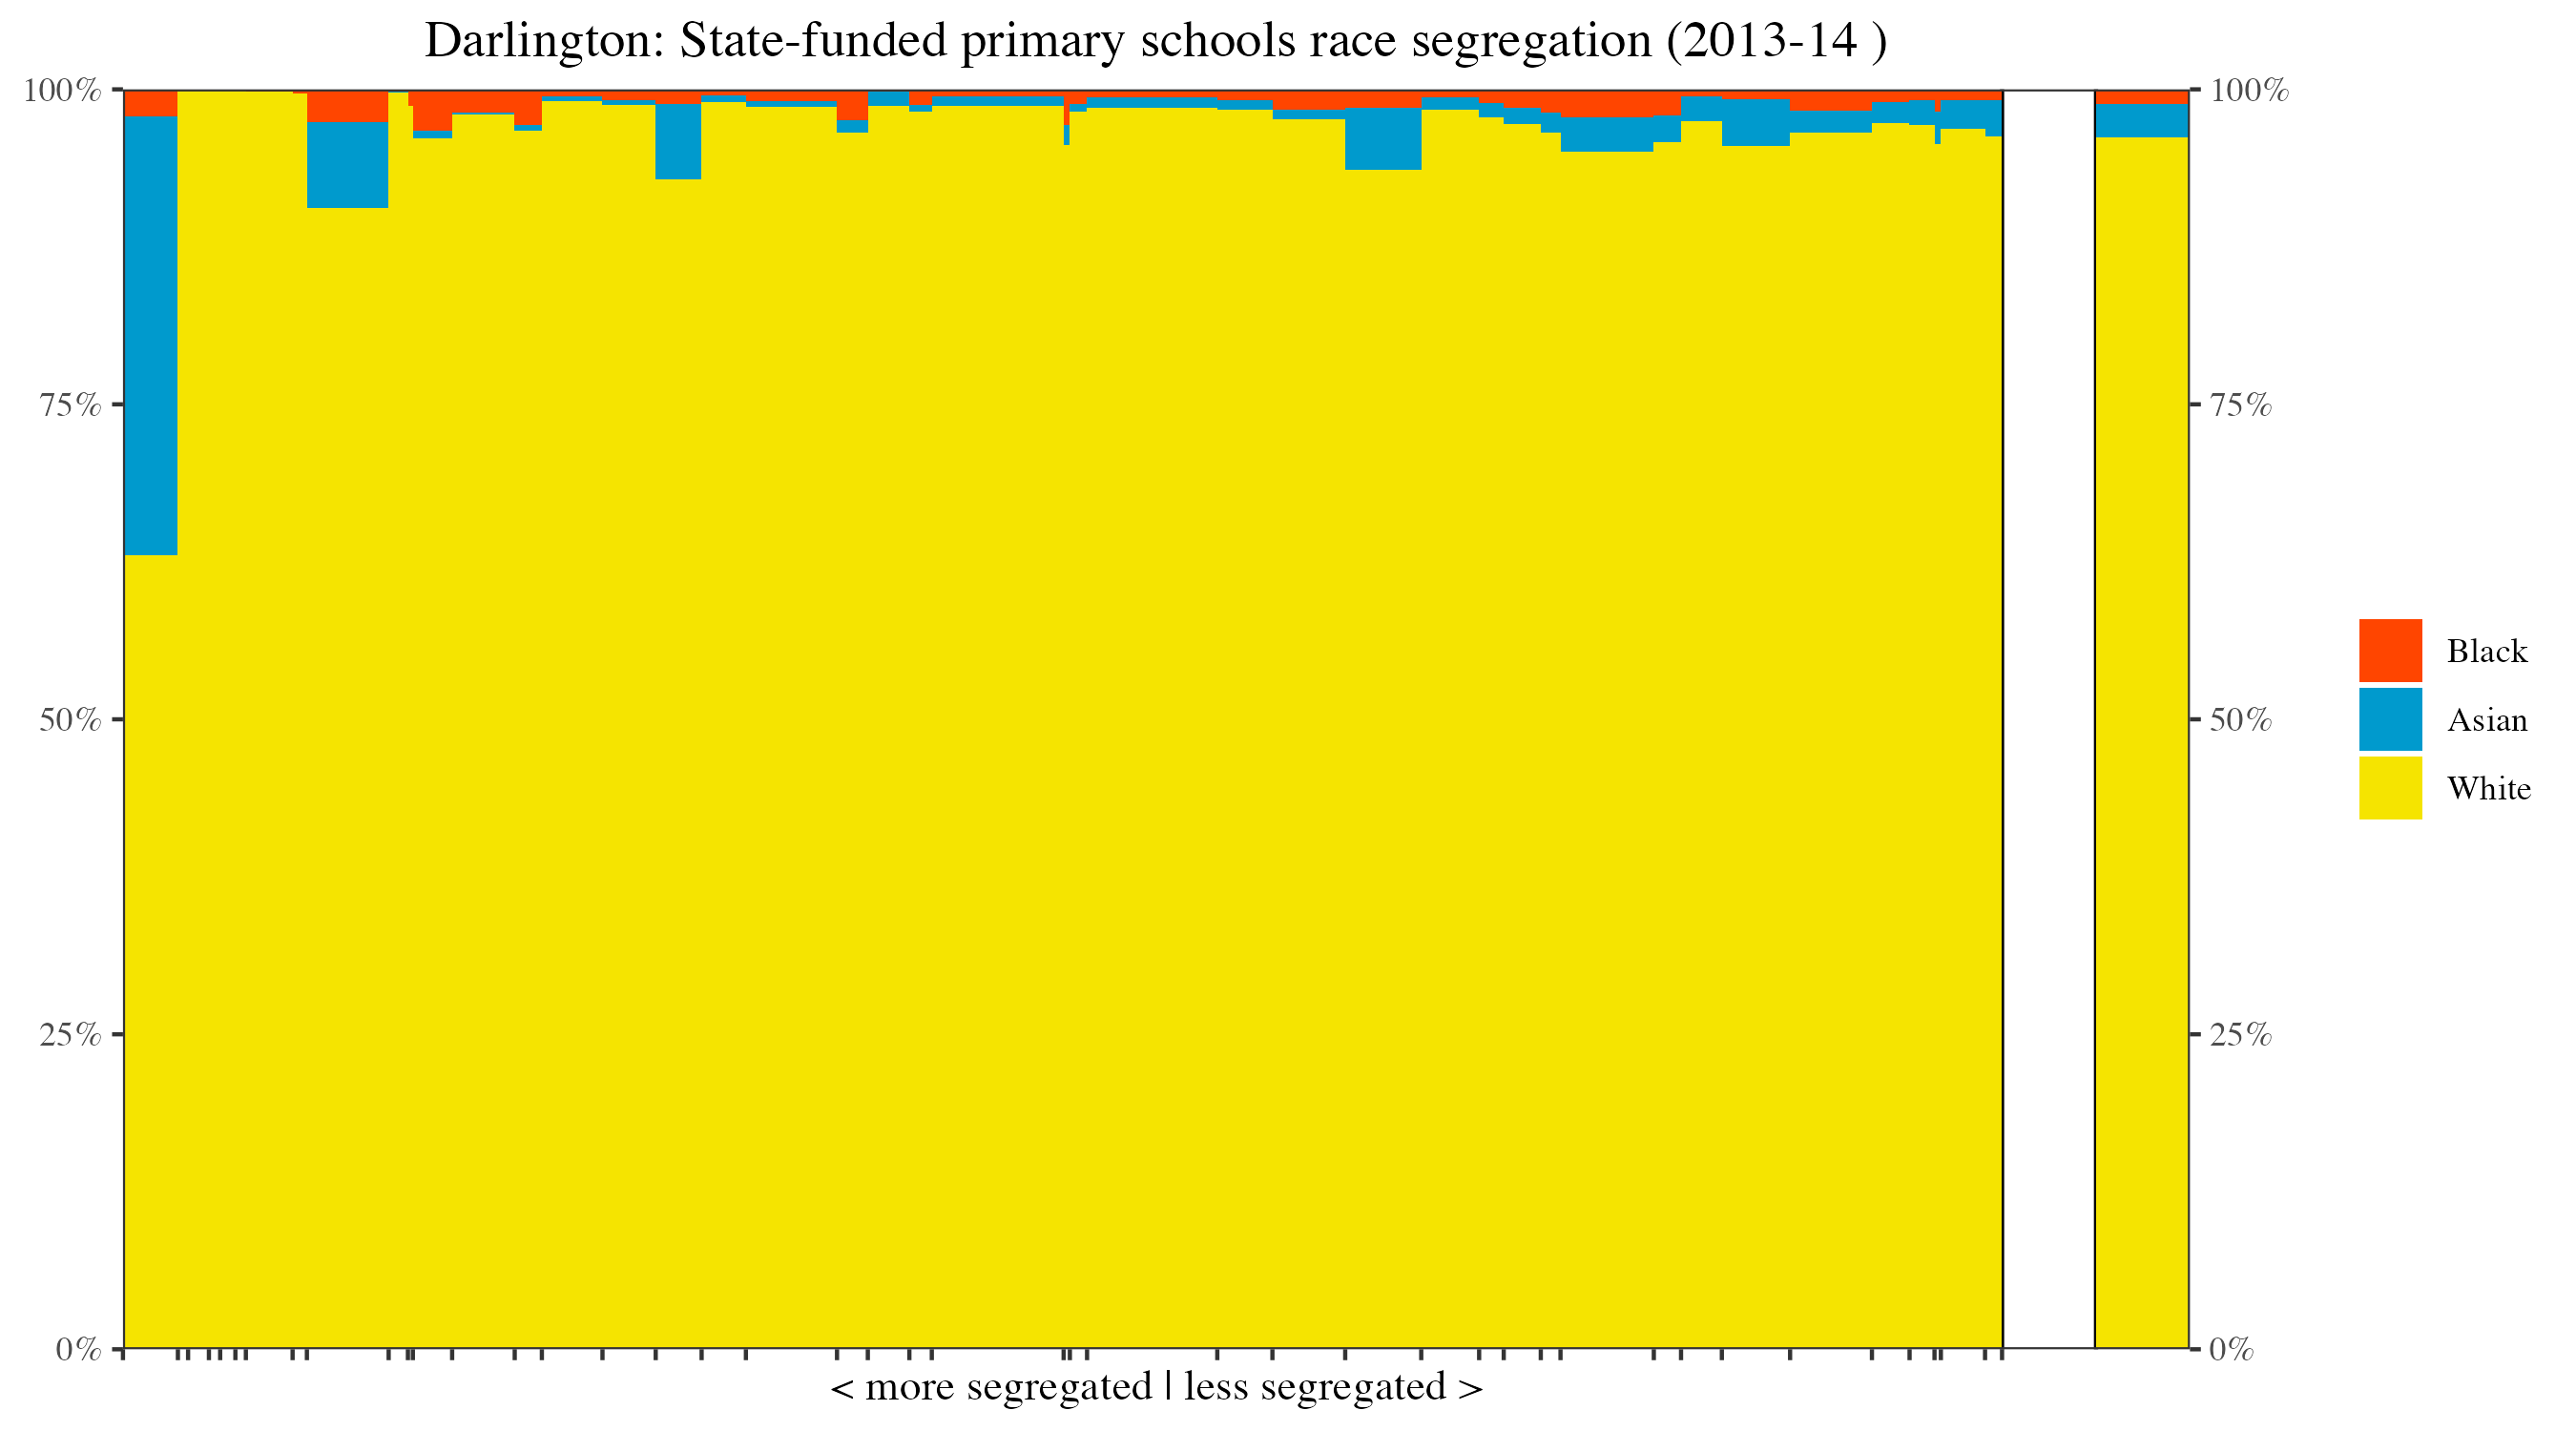 Darlington: State-funded primary schools race segregation (2013-14 )
100%
75%
50%
25%
0%
100%
75%
50%
25%
0%
Black
Asian
White
< more segregated | less segregated >